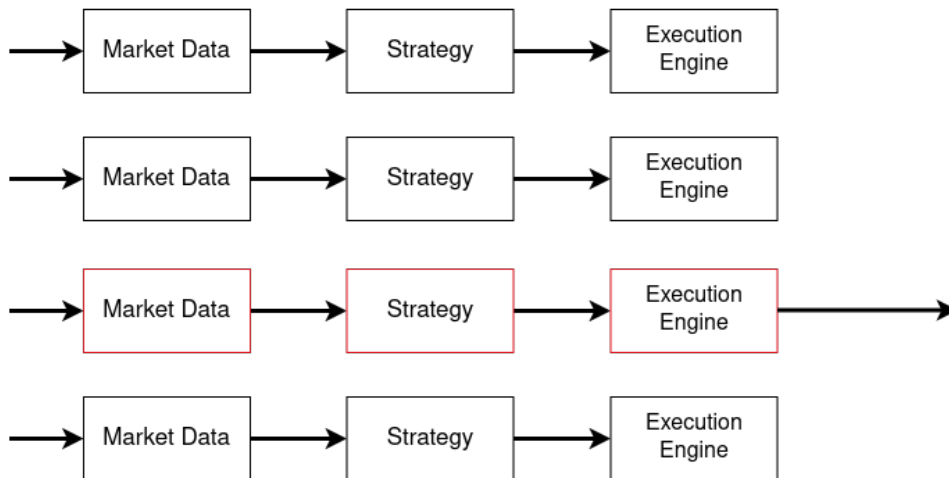 Market Data
Strategy
Execution
Engine
Market Data
Strategy
Execution
Engine
Market Data
Strategy
Execution
Engine
Market Data
Strategy
Execution
Engine